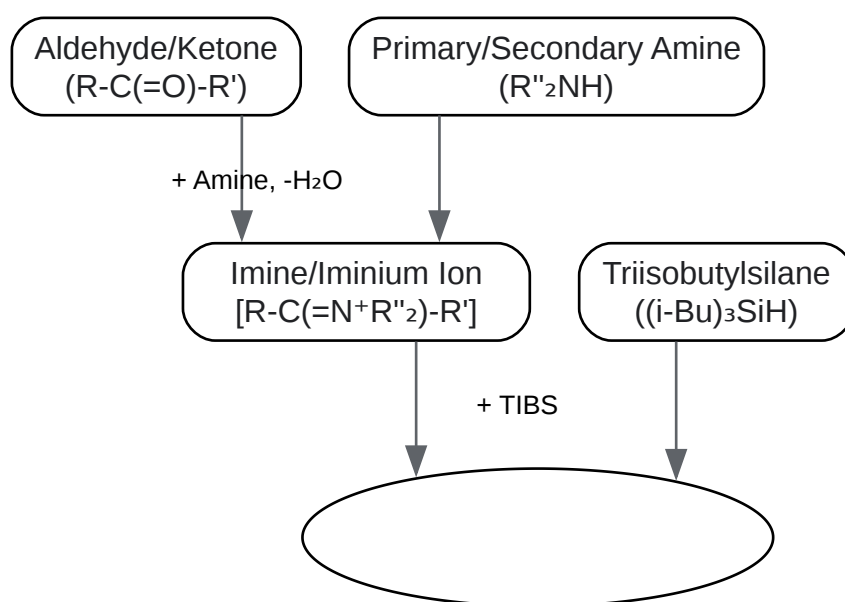 Aldehyde/Ketone
(R-C(=O)-R')
Primary/Secondary Amine
(R"₂NH)
+ Amine, -H₂O
Imine/Iminium Ion
[R-C(=N⁺R"₂)-R']
Triisobutylsilane
((i-Bu)₃SiH)
+ TIBS